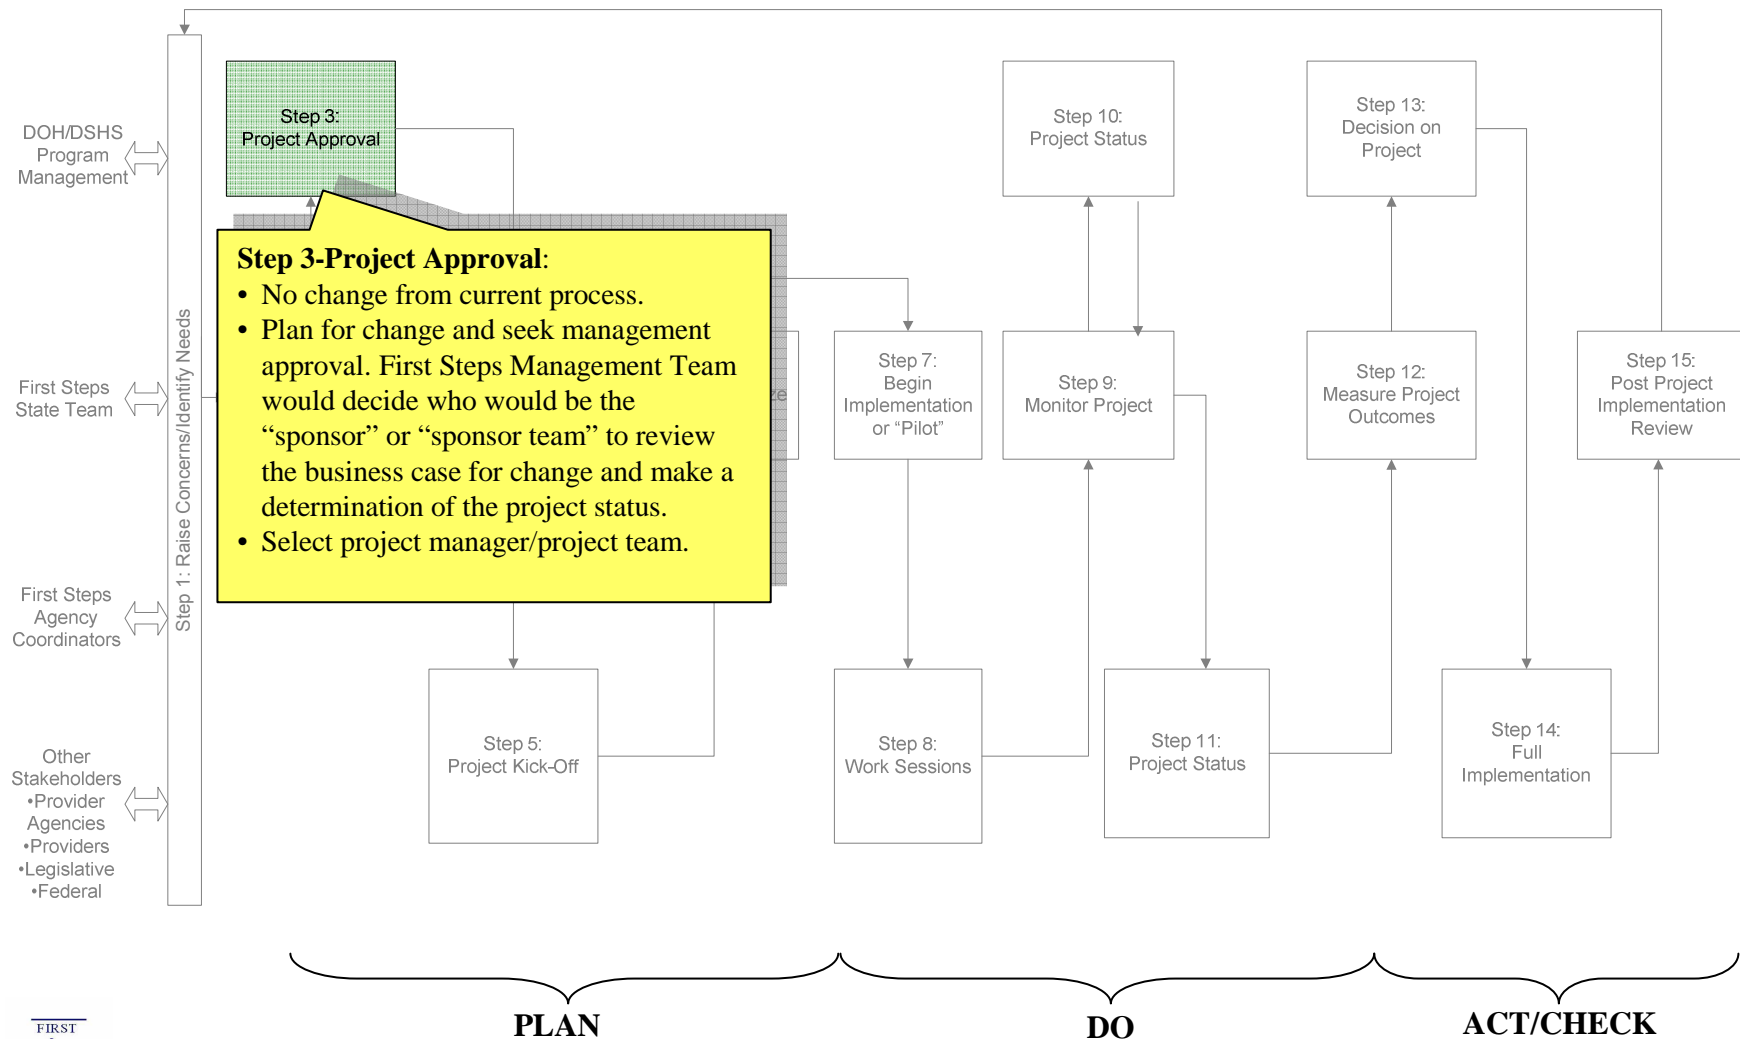 DOH/DSHS
Program
Management
First Steps
State Team
First Steps
Agency
Coordinators
Other
Stakeholders
•Provider
Agencies
•Providers
•Legislative
•Federal
Step 1: Raise Concerns/Identify Needs
Step 3:
Project Approval
Step 3-Project Approval:
• No change from current process.
• Plan for change and seek management
approval. First Steps Management Team
would decide who would be the
“sponsor” or “sponsor team” to review
the business case for change and make a
determination of the project status.
• Select project manager/project team.
Step 5:
Project Kick-Off
Step 7:
Begin
Implementation
or “Pilot”
Step 8:
Work Sessions
Step 10:
Project Status
Step 9:
Monitor Project
Step 11:
Project Status
Step 13:
Decision on
Project
Step 12:
Measure Project
Outcomes
Step 14:
Full
Implementation
Step 15:
Post Project
Implementation
Review
PLAN
DO
ACT/CHECK
FIRST